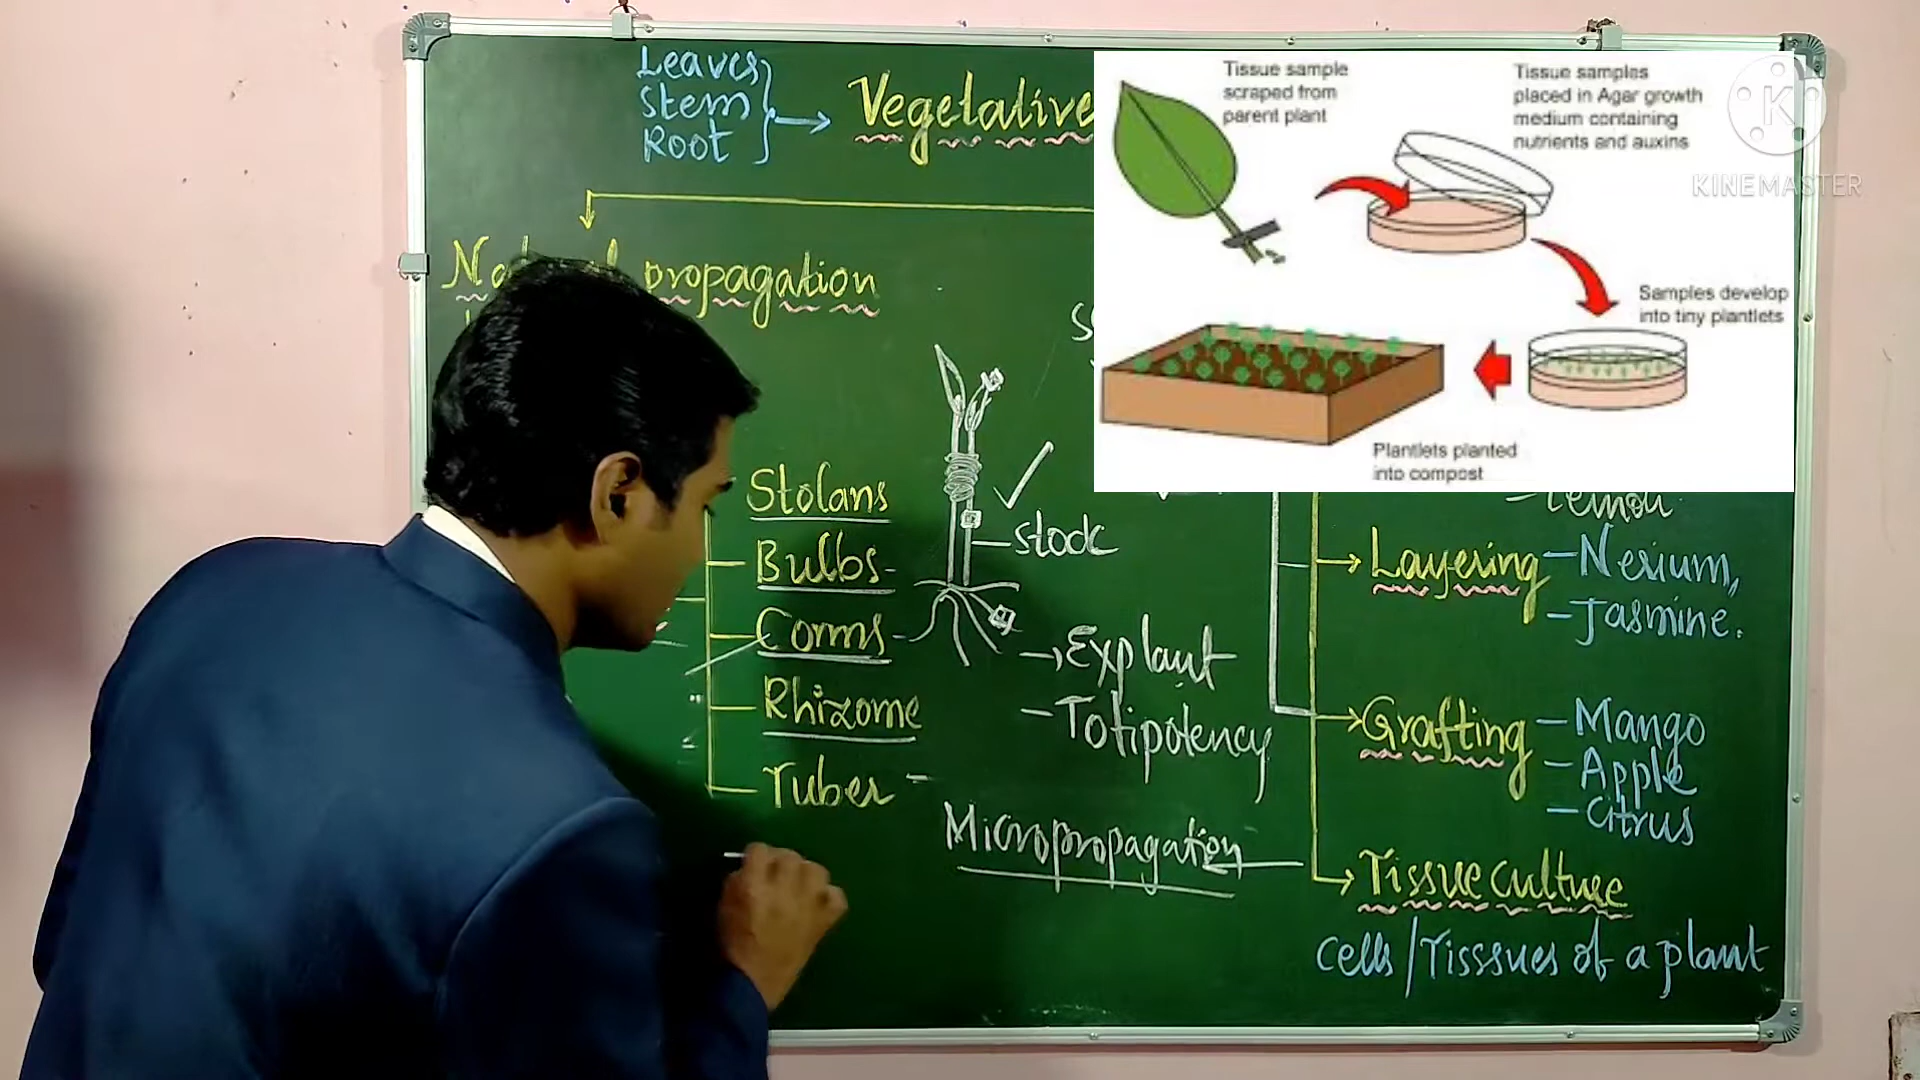 Leaves
Stem
Root
Vegetative
propagation
Stolans
Bulbs-
Corms-
Rhizome
Tuber -
stock
→Explant
-Totipotency
Micropropagation
Layering -Nerium,
-Jasmine.
Grafting -Mango
-Apple
-Citrus
Tissue culture
Cells/Tisssues of a plant
Tissue sample
scraped from
parent plant
Tissue samples
placed in Agar growth
medium containing
nutrients and auxins
Samples develop
into tiny plantlets
Plantlets planted
into compost
K
KINEMASTER